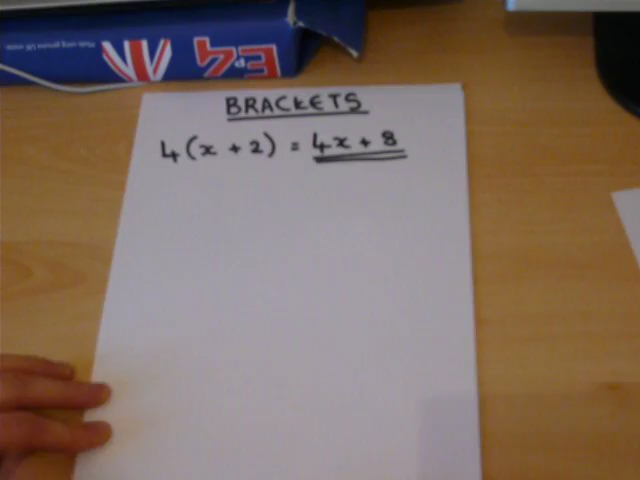 BRACKETS
4(x + 2) = 4x + 8